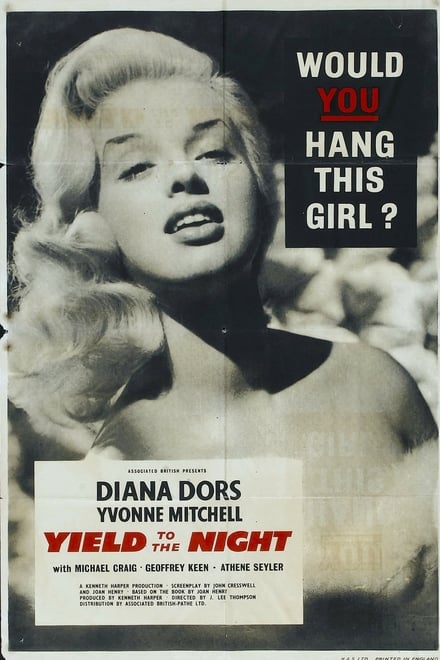 WOULD
YOU
HANG
THIS
GIRL ?
ASSOCIATED BRITISH PRESENTS
DIANA DORS
YVONNE MITCHELL
YIELD TO THE NIGHT
with MICHAEL CRAIG · GEOFFREY KEEN · ATHENE SEYLER
A KENNETH HARPER PRODUCTION · SCREENPLAY BY JOHN CRESSWELL
AND JOAN HENRY · BASED ON THE BOOK BY JOAN HENRY
PRODUCED BY KENNETH HARPER · DIRECTED BY J. LEE THOMPSON
DISTRIBUTION BY ASSOCIATED BRITISH-PATHE LTD.
LTD. PRINTED IN ENGLAND